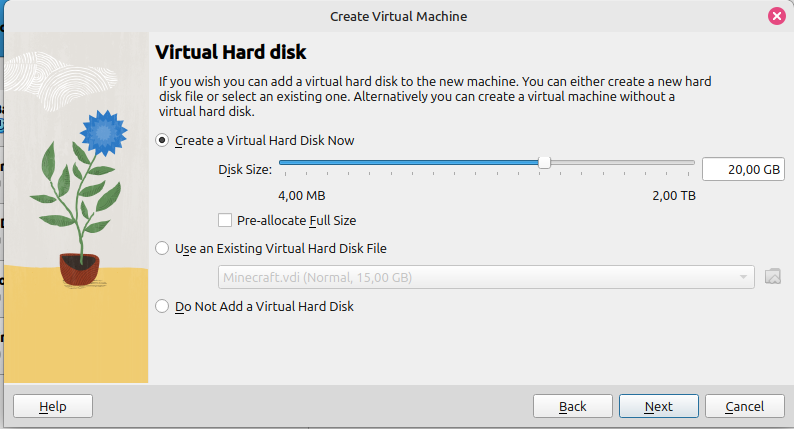 Create Virtual Machine
Virtual Hard disk
If you wish you can add a virtual hard disk to the new machine. You can either create a new hard
disk file or select an existing one. Alternatively you can create a virtual machine without a
virtual hard disk.
Create a Virtual Hard Disk Now
Disk Size:
20,00 GB
4,00 MB
2,00 TB
Pre-allocate Full Size
Use an Existing Virtual Hard Disk File
Minecraft.vdi (Normal, 15,00 GB)
Do Not Add a Virtual Hard Disk
Help
Back
Next
Cancel